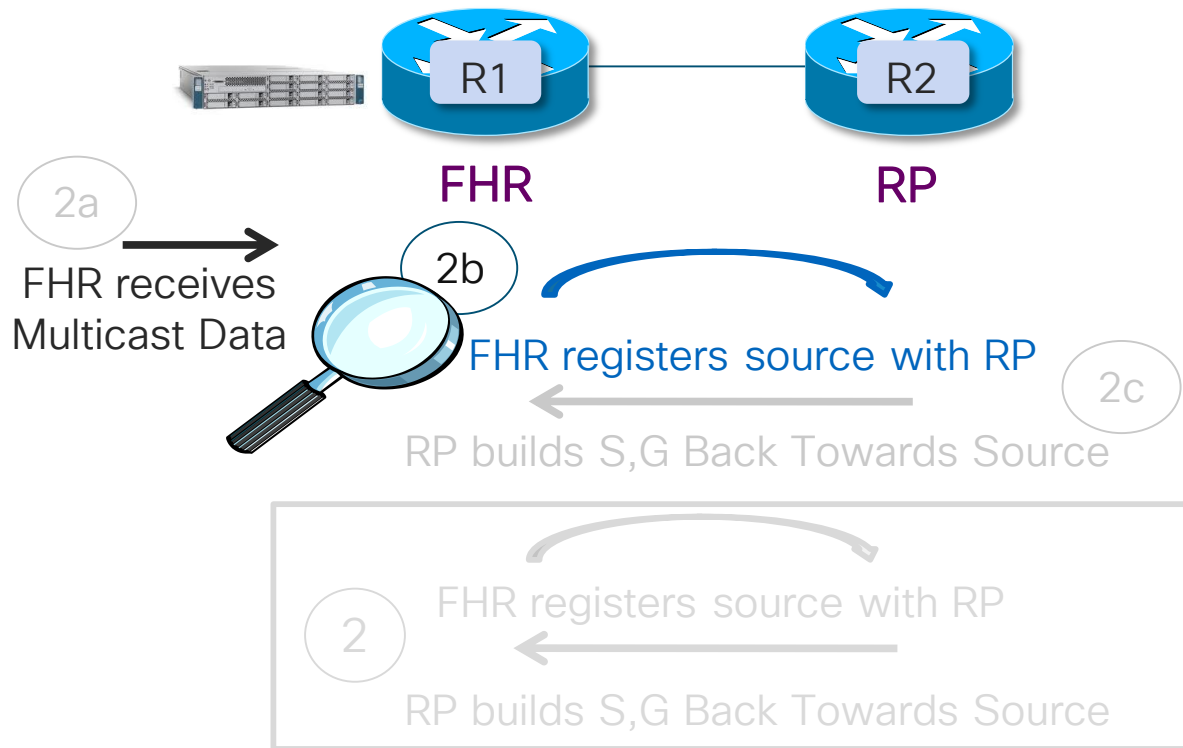 R1
R2
FHR
RP
2a
FHR receives
Multicast Data
2b
FHR registers source with RP
2c
RP builds S,G Back Towards Source
FHR registers source with RP
2
RP builds S,G Back Towards Source